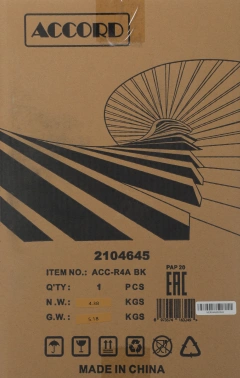 ACCORD
2104645
ITEM NO.: ACC-R4A BK
Q'TY: 1 PCS
N.W.: KGS
G.W.: KGS
PAP 20
EAC
MADE IN CHINA